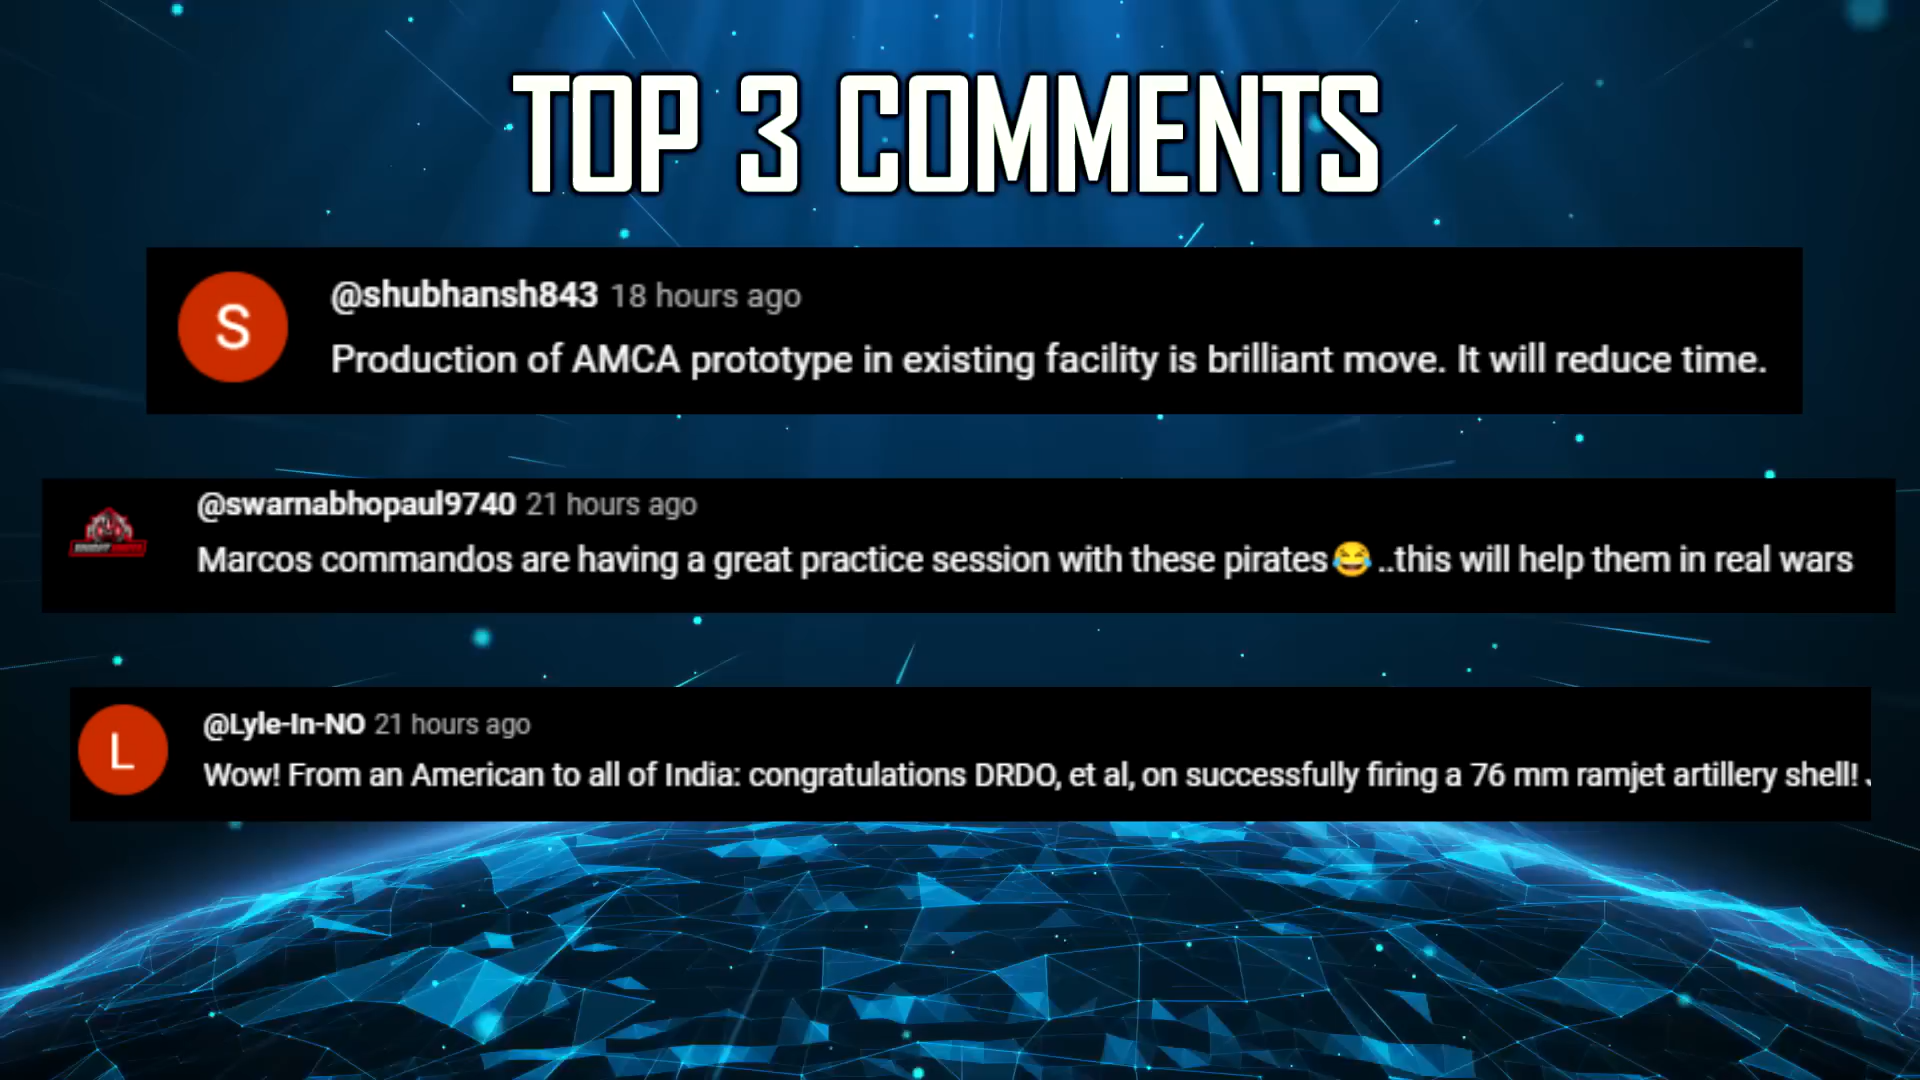 TOP 3 COMMENTS
S
@shubhansh843 18 hours ago
Production of AMCA prototype in existing facility is brilliant move. It will reduce time.
@swarnabhopaul9740 21 hours ago
Marcos commandos are having a great practice session with these pirates😂..this will help them in real wars
L
@Lyle-In-NO 21 hours ago
Wow! From an American to all of India: congratulations DRDO, et al, on successfully firing a 76 mm ramjet artillery shell!